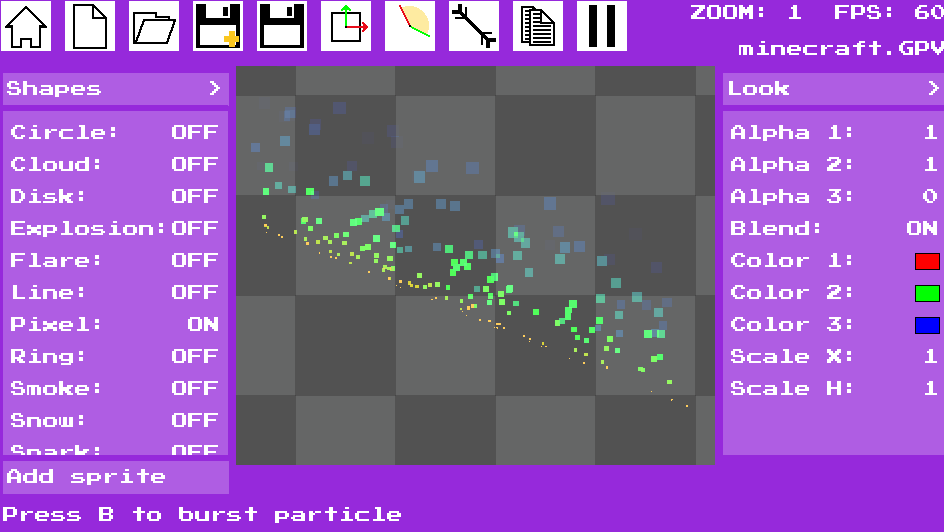 ZOOM: 1 FPS: 60
minecraft.GPV
Shapes >
Circle: OFF
Cloud: OFF
Disk: OFF
Explosion: OFF
Flare: OFF
Line: OFF
Pixel: ON
Ring: OFF
Smoke: OFF
Snow: OFF
Spark: OFF
Add sprite
Look >
Alpha 1: 1
Alpha 2: 1
Alpha 3: 0
Blend: ON
Color 1:
Color 2:
Color 3:
Scale X: 1
Scale H: 1
Press B to burst particle